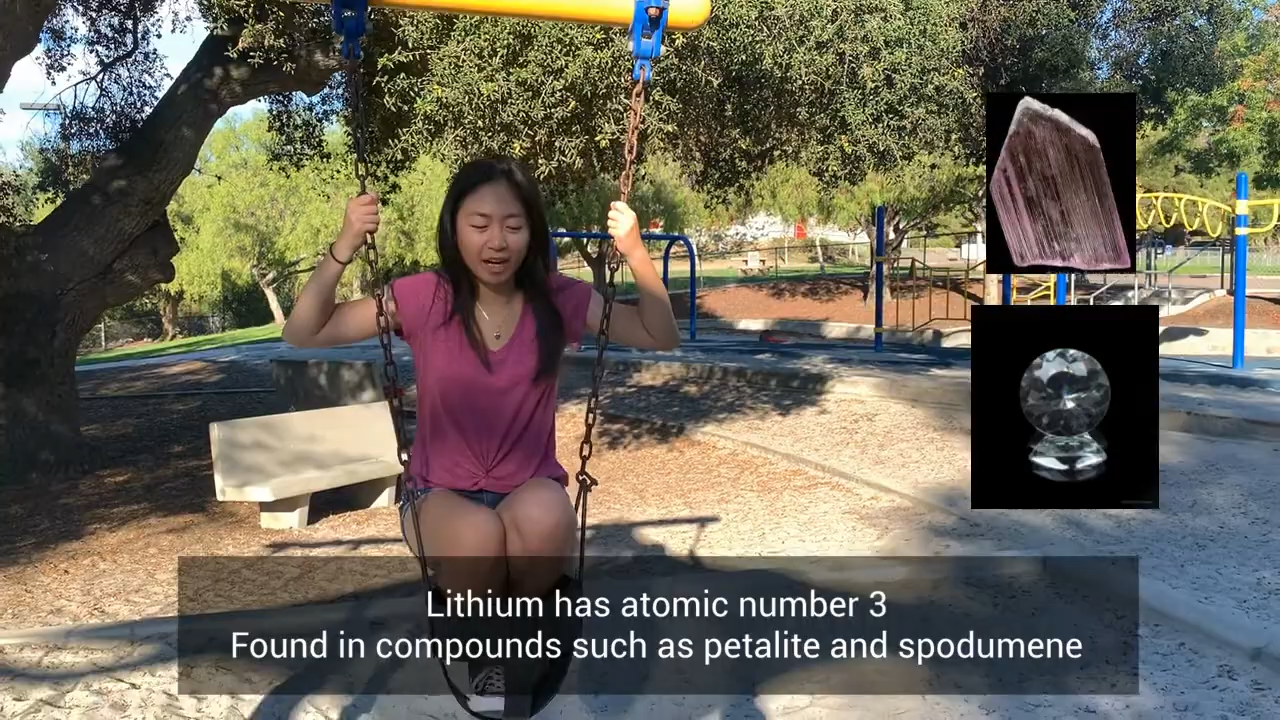 Lithium has atomic number 3
Found in compounds such as petalite and spodumene